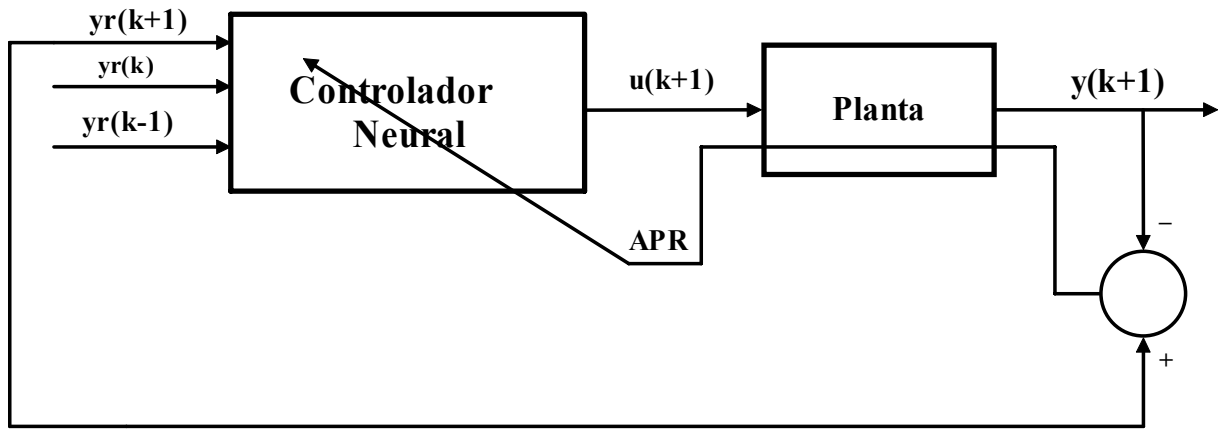 yr(k+1)
yr(k)
yr(k-1)
Controlador
Neural
u(k+1)
Planta
y(k+1)
APR
–
+